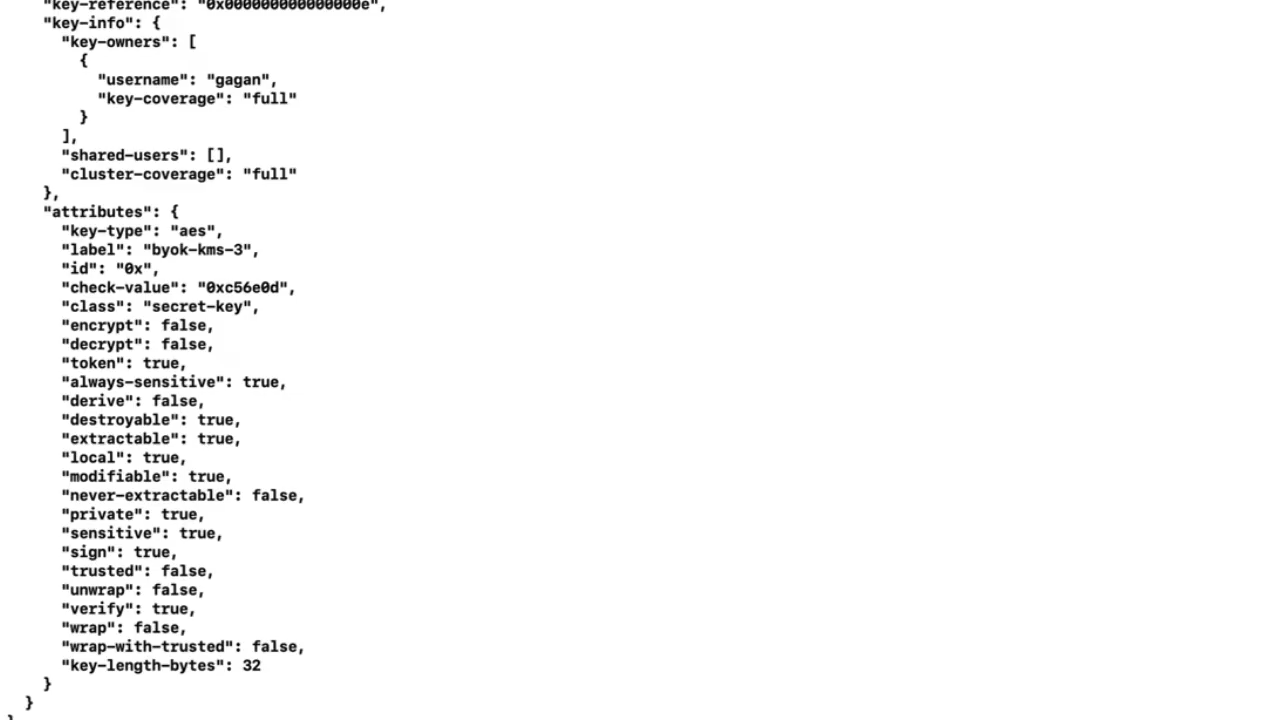 "key-reference": "0x000000000000000e",
"key-info": {
"key-owners": [
{
"username": "gagan",
"key-coverage": "full"
}
],
"shared-users": [],
"cluster-coverage": "full"
},
"attributes": {
"key-type": "aes",
"label": "byok-kms-3",
"id": "0x",
"check-value": "0xc56e0d",
"class": "secret-key",
"encrypt": false,
"decrypt": false,
"token": true,
"always-sensitive": true,
"derive": false,
"destroyable": true,
"extractable": true,
"local": true,
"modifiable": true,
"never-extractable": false,
"private": true,
"sensitive": true,
"sign": true,
"trusted": false,
"unwrap": false,
"verify": true,
"wrap": false,
"wrap-with-trusted": false,
"key-length-bytes": 32
}
}